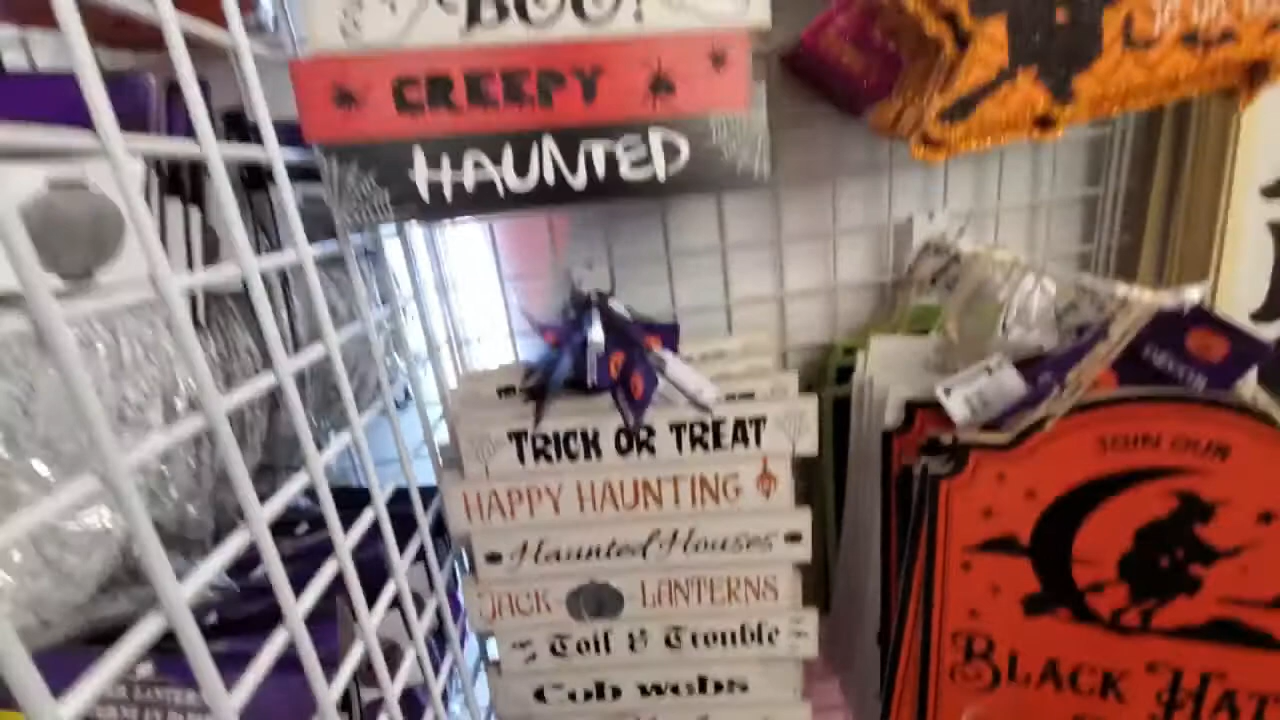 BOO!
CREEPY
HAUNTED
TRICK OR TREAT
HAPPY HAUNTING
Haunted Houses
JACK LANTERNS
Toil & Trouble
Cob webs
JOIN OUR
BLACK HAT